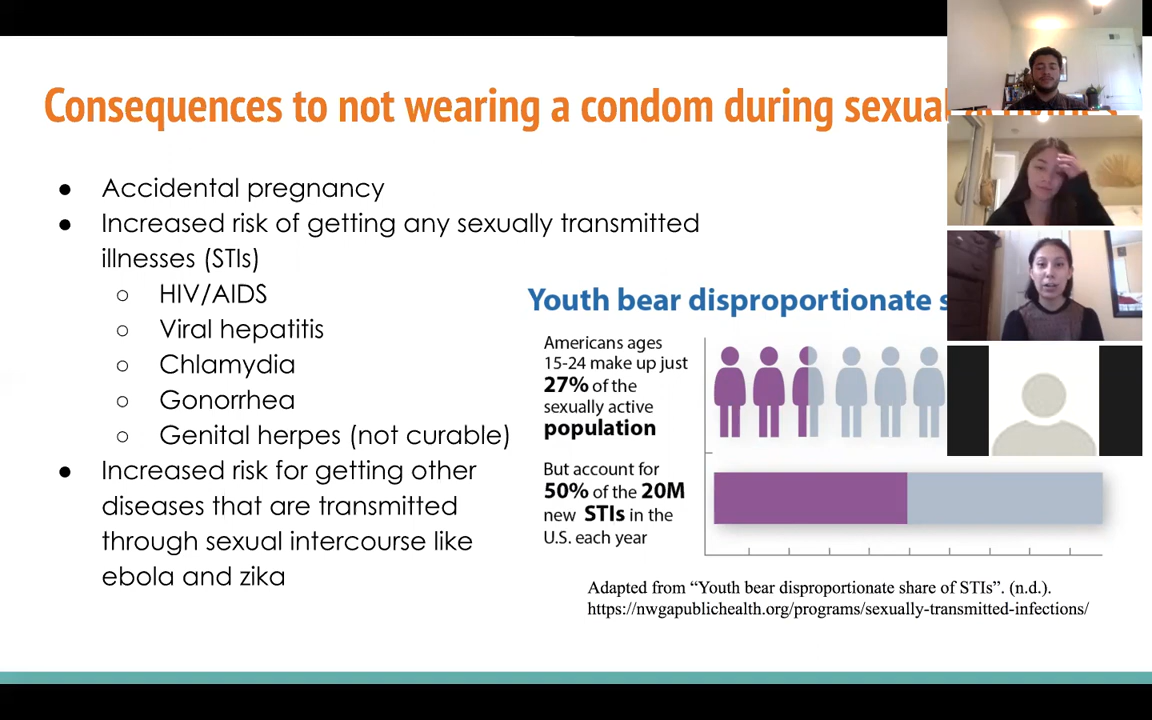 Consequences to not wearing a condom during sexual
● Accidental pregnancy
● Increased risk of getting any sexually transmitted
illnesses (STIs)
○ HIV/AIDS
○ Viral hepatitis
○ Chlamydia
○ Gonorrhea
○ Genital herpes (not curable)
● Increased risk for getting other
diseases that are transmitted
through sexual intercourse like
ebola and zika
Youth bear disproportionate s
Americans ages
15-24 make up just
27% of the
sexually active
population
But account for
50% of the 20M
new STIs in the
U.S. each year
Adapted from “Youth bear disproportionate share of STIs”. (n.d.).
https://nwgapublichealth.org/programs/sexually-transmitted-infections/